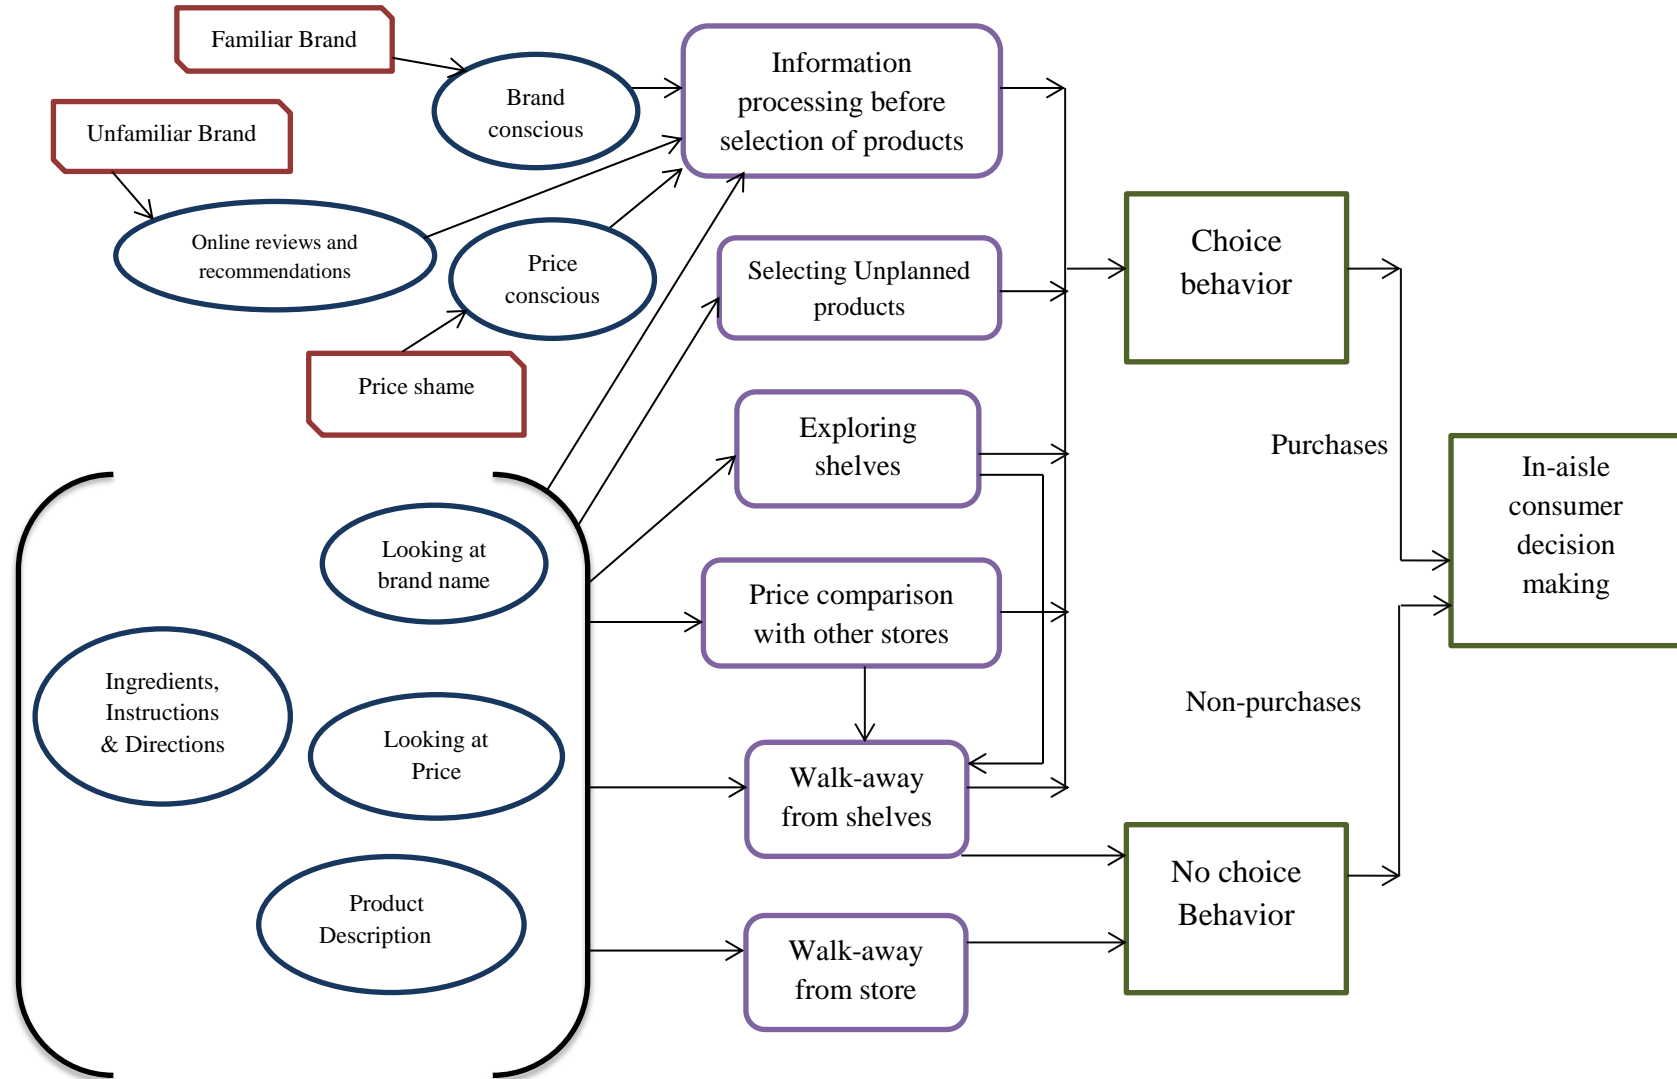 Familiar Brand
Unfamiliar Brand
Brand
conscious
Information
processing before
selection of products
Online reviews and
recommendations
Price
conscious
Price shame
Selecting Unplanned
products
Choice
behavior
Exploring
shelves
Purchases
In-aisle
consumer
decision
making
Looking at
brand name
Price comparison
with other stores
Ingredients,
Instructions
& Directions
Looking at
Price
Non-purchases
Walk-away
from shelves
No choice
Behavior
Product
Description
Walk-away
from store